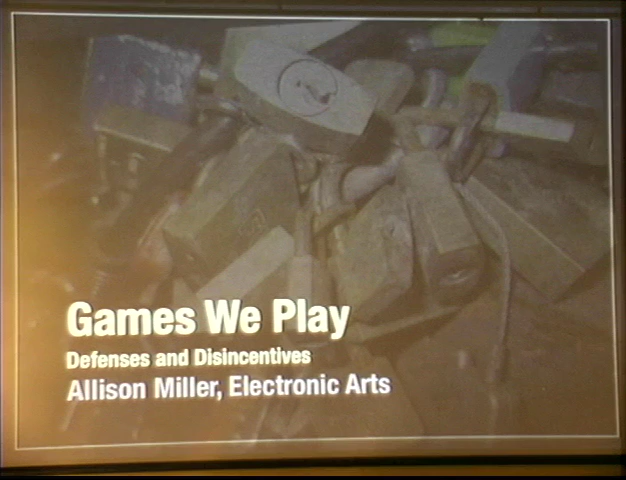 Games We Play
Defenses and Disincentives
Allison Miller, Electronic Arts